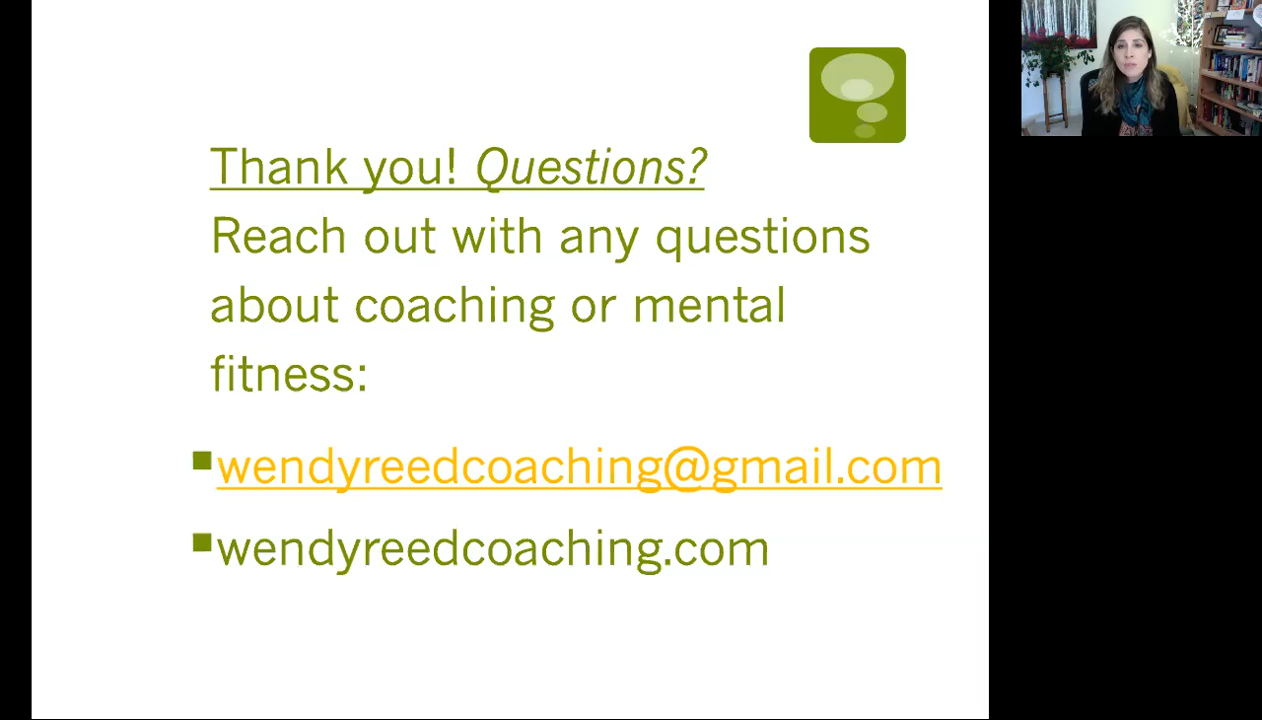 Thank you! Questions?
Reach out with any questions
about coaching or mental
fitness:
wendyreedcoaching@gmail.com
wendyreedcoaching.com